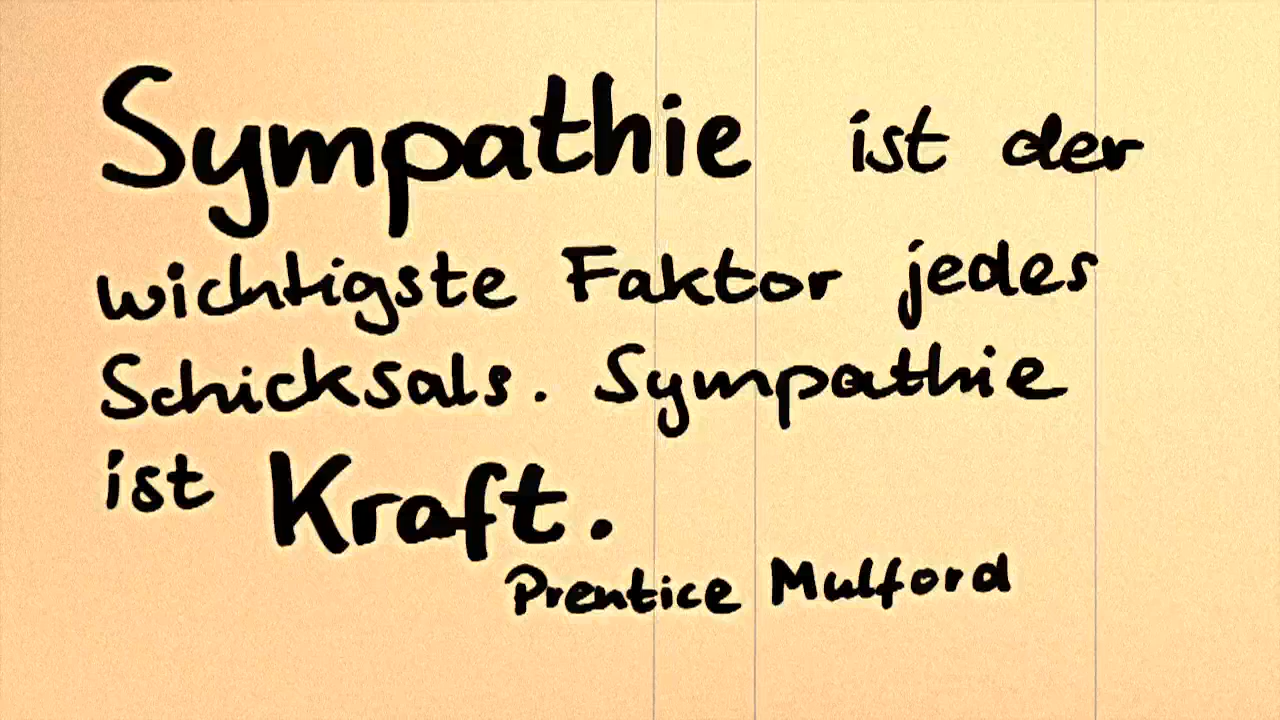 Sympathie ist der
wichtigste Faktor jedes
Schicksals. Sympathie
ist Kraft.
Prentice Mulford